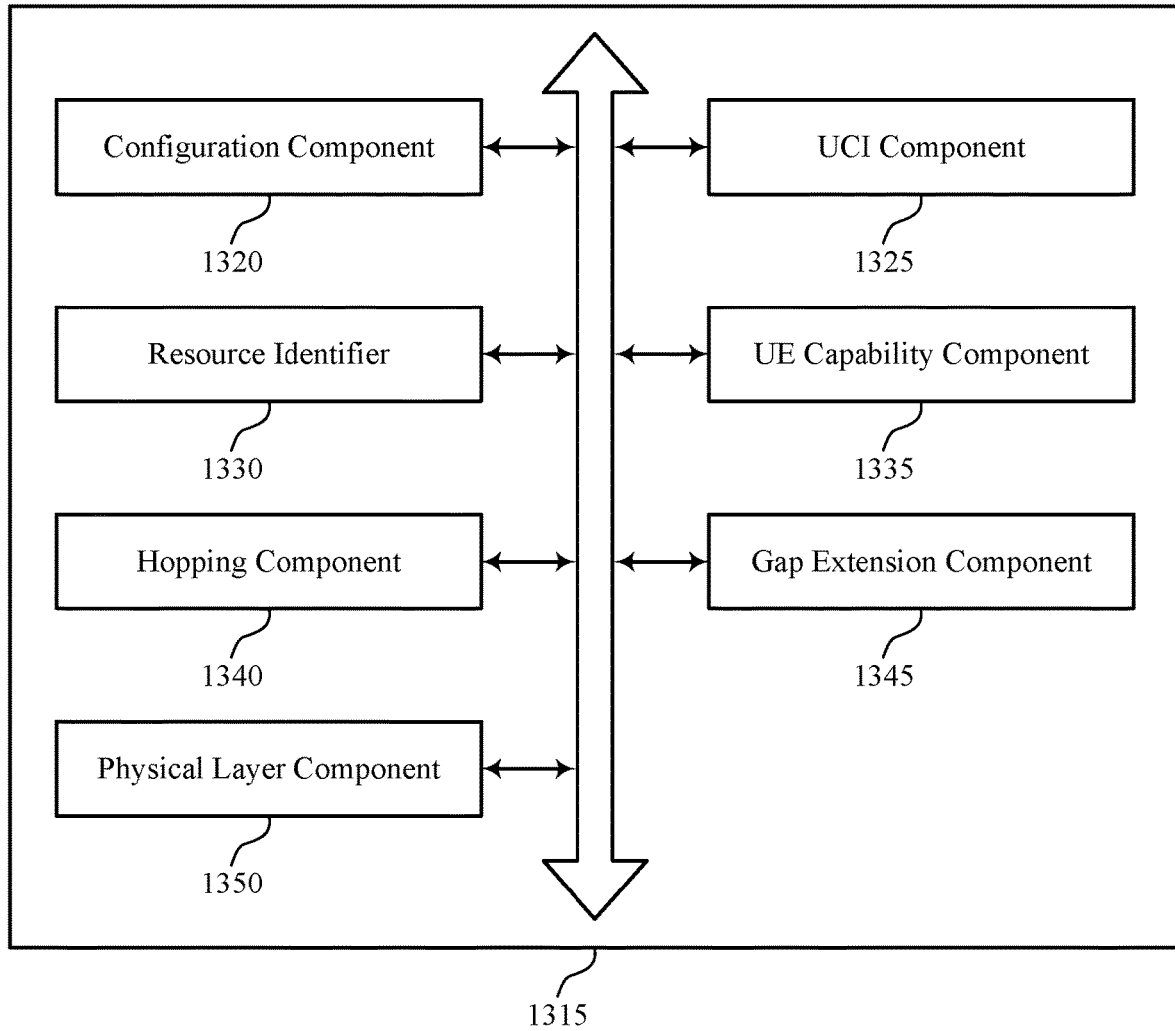 Configuration Component
UCI Component
1320
1325
Resource Identifier
UE Capability Component
1330
1335
Hopping Component
Gap Extension Component
1340
1345
Physical Layer Component
1350
1315